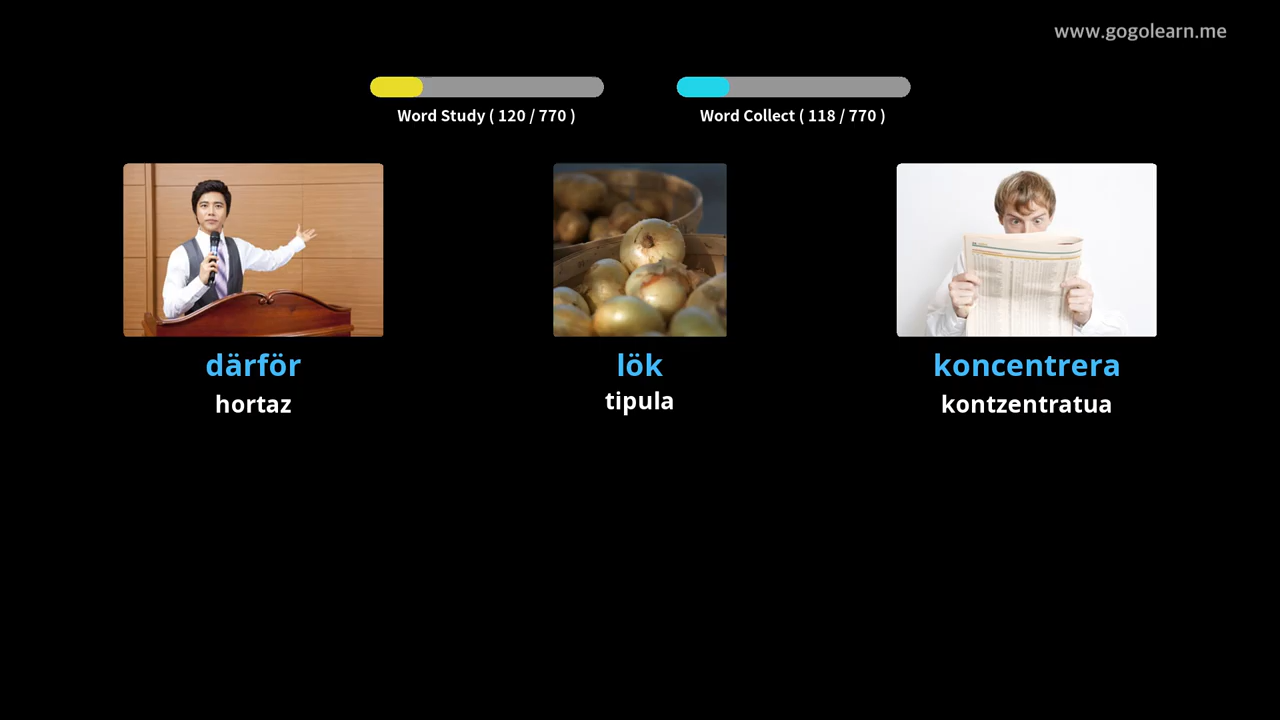 www.gogolearn.me
Word Study ( 120 / 770 )
Word Collect ( 118 / 770 )
därför
hortaz
lök
tipula
koncentrera
kontzentratua